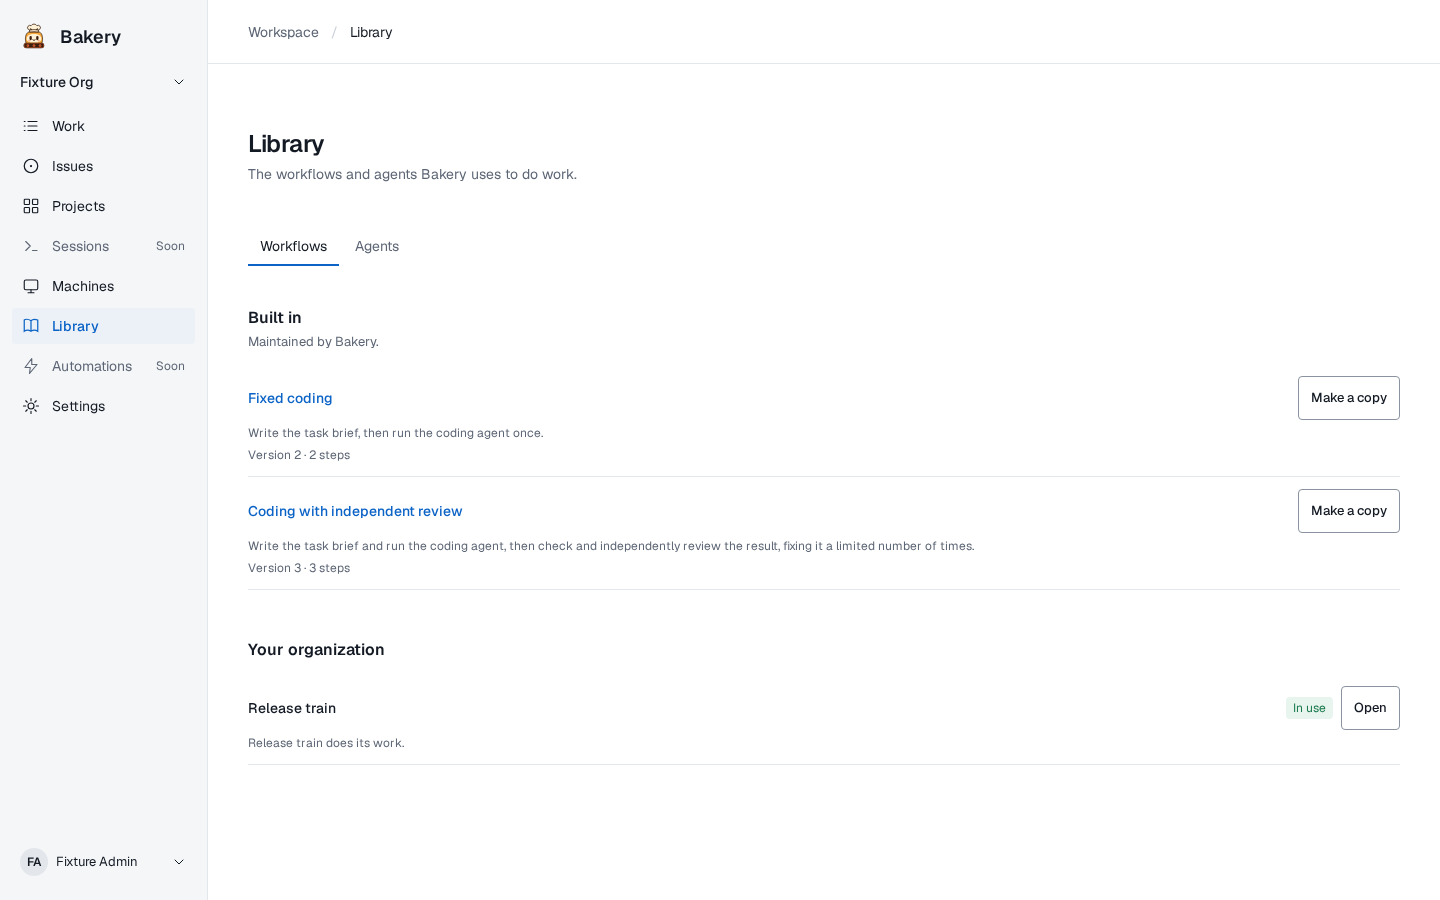 Bakery
Fixture Org
Work
Issues
Projects
Sessions Soon
Machines
Library
Automations Soon
Settings
FA Fixture Admin
Workspace / Library
Library
The workflows and agents Bakery uses to do work.
Workflows Agents
Built in
Maintained by Bakery.
Fixed coding Make a copy
Write the task brief, then run the coding agent once.
Version 2 · 2 steps
Coding with independent review Make a copy
Write the task brief and run the coding agent, then check and independently review the result, fixing it a limited number of times.
Version 3 · 3 steps
Your organization
Release train In use Open
Release train does its work.